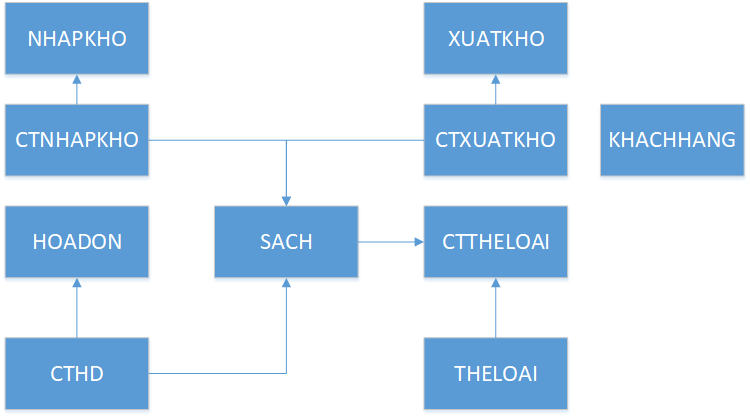 NHAPKHO
XUATKHO
CTNHAPKHO
CTXUATKHO
KHACHHANG
HOADON
SACH
CTTHELOAI
CTHD
THELOAI